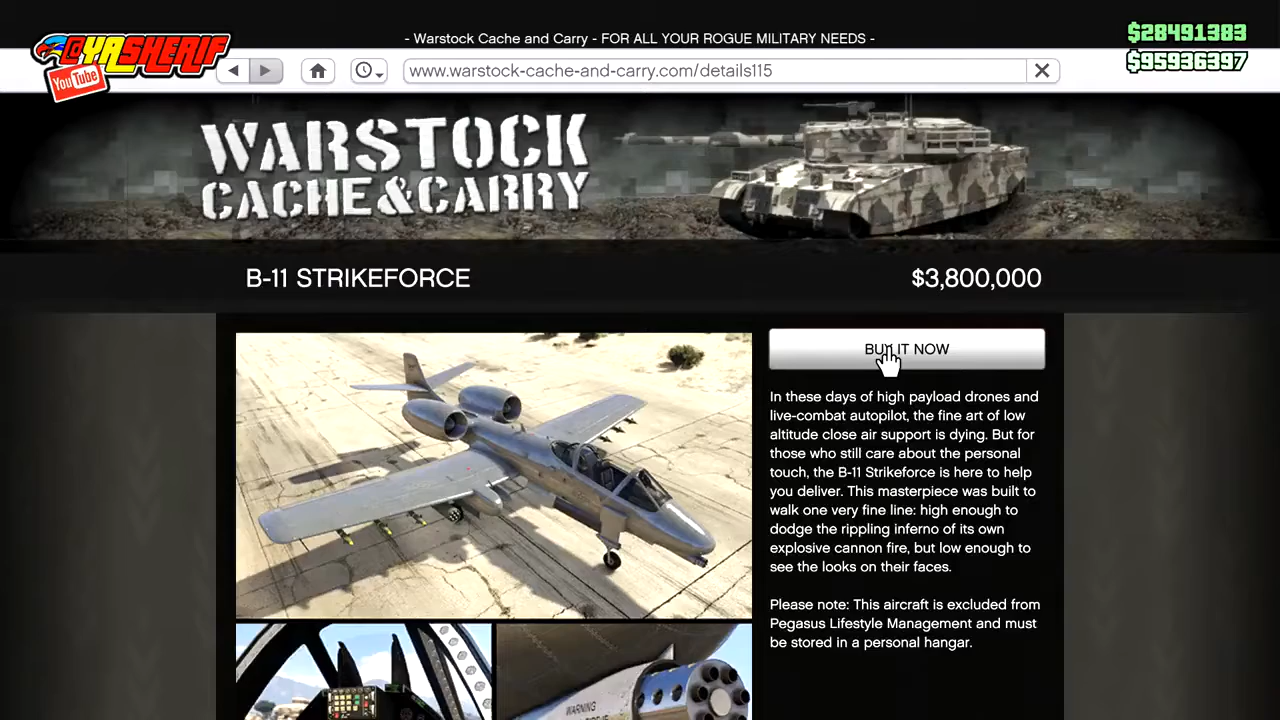 @YASHERIF
YouTube
- Warstock Cache and Carry - FOR ALL YOUR ROGUE MILITARY NEEDS -
$28491383
$95936397
www.warstock-cache-and-carry.com/details115
WARSTOCK
CACHE&CARRY
B-11 STRIKEFORCE
$3,800,000
BUY IT NOW
In these days of high payload drones and
live-combat autopilot, the fine art of low
altitude close air support is dying. But for
those who still care about the personal
touch, the B-11 Strikeforce is here to help
you deliver. This masterpiece was built to
walk one very fine line: high enough to
dodge the rippling inferno of its own
explosive cannon fire, but low enough to
see the looks on their faces.
Please note: This aircraft is excluded from
Pegasus Lifestyle Management and must
be stored in a personal hangar.
WARNING